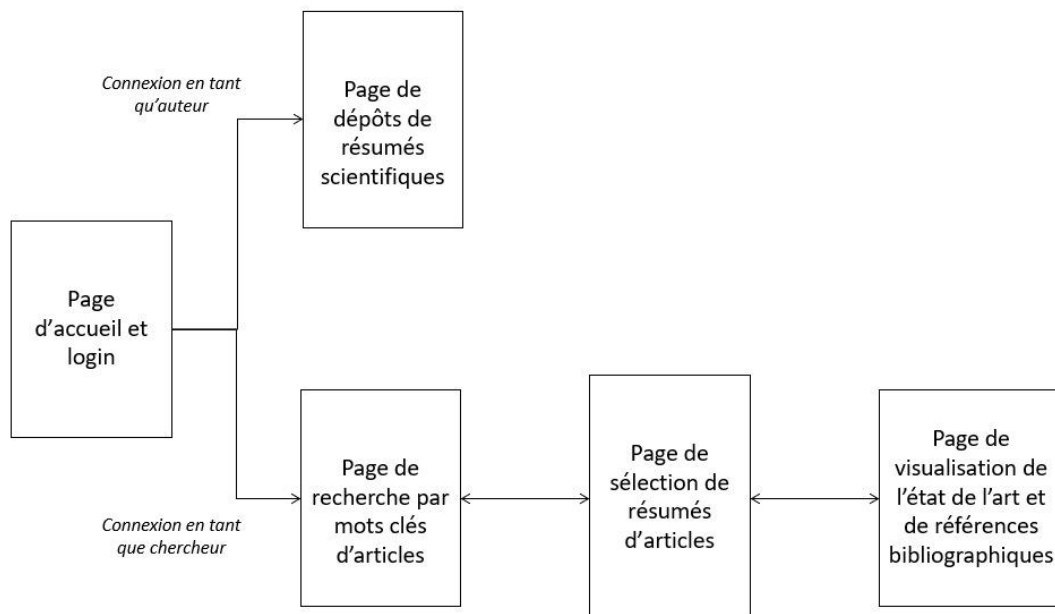 Connexion en tant
qu'auteur
Page de
dépôts de
résumés
scientifiques
Page
d'accueil et
login
Connexion en tant
que chercheur
Page de
recherche par
mots clés
d'articles
Page de
sélection de
résumés
d'articles
Page de
visualisation de
l'état de l'art et
de références
bibliographiques